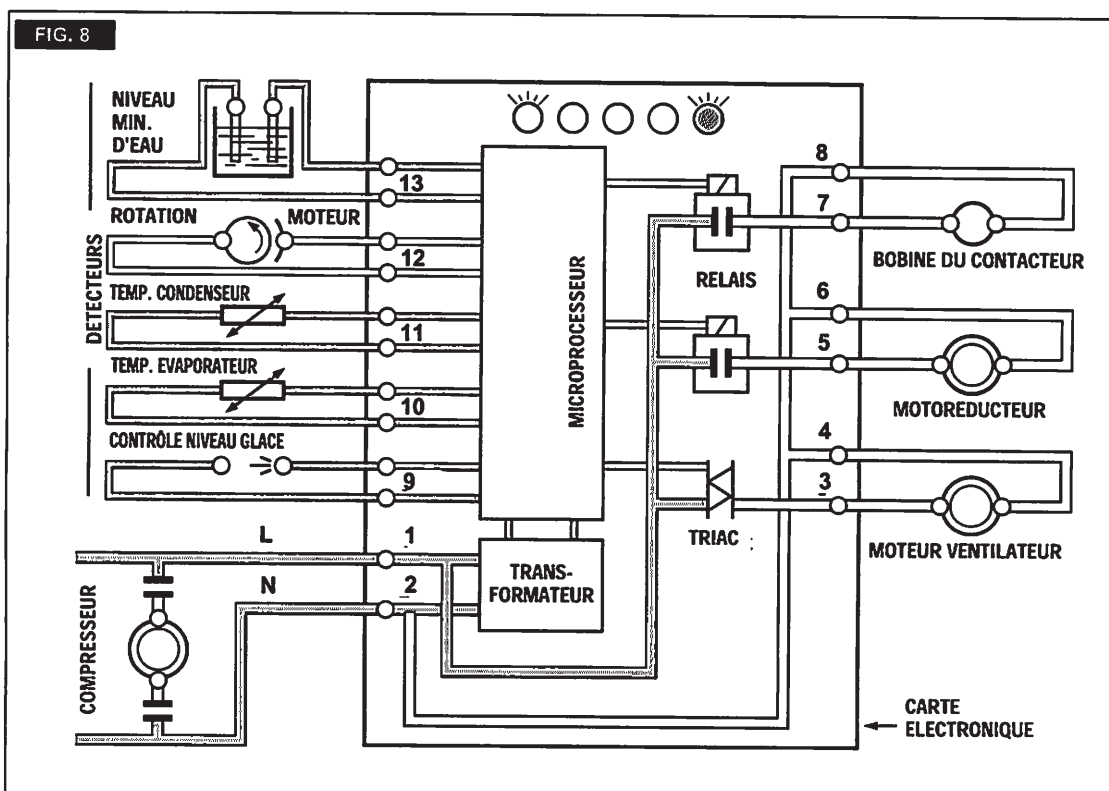 FIG. 8
NIVEAU
MIN.
D'EAU
13
ROTATION MOTEUR
12
TEMP. CONDENSEUR
11
TEMP. EVAPORATEUR
10
CONTRÔLE NIVEAU GLACE
9
DETECTEURS
L
1
N
2
COMPRESSEUR
MICROPROCESSEUR
TRANS-
FORMATEUR
RELAIS
TRIAC
8
7
BOBINE DU CONTACTEUR
6
5
MOTOREDUCTEUR
4
3
MOTEUR VENTILATEUR
CARTE
ELECTRONIQUE